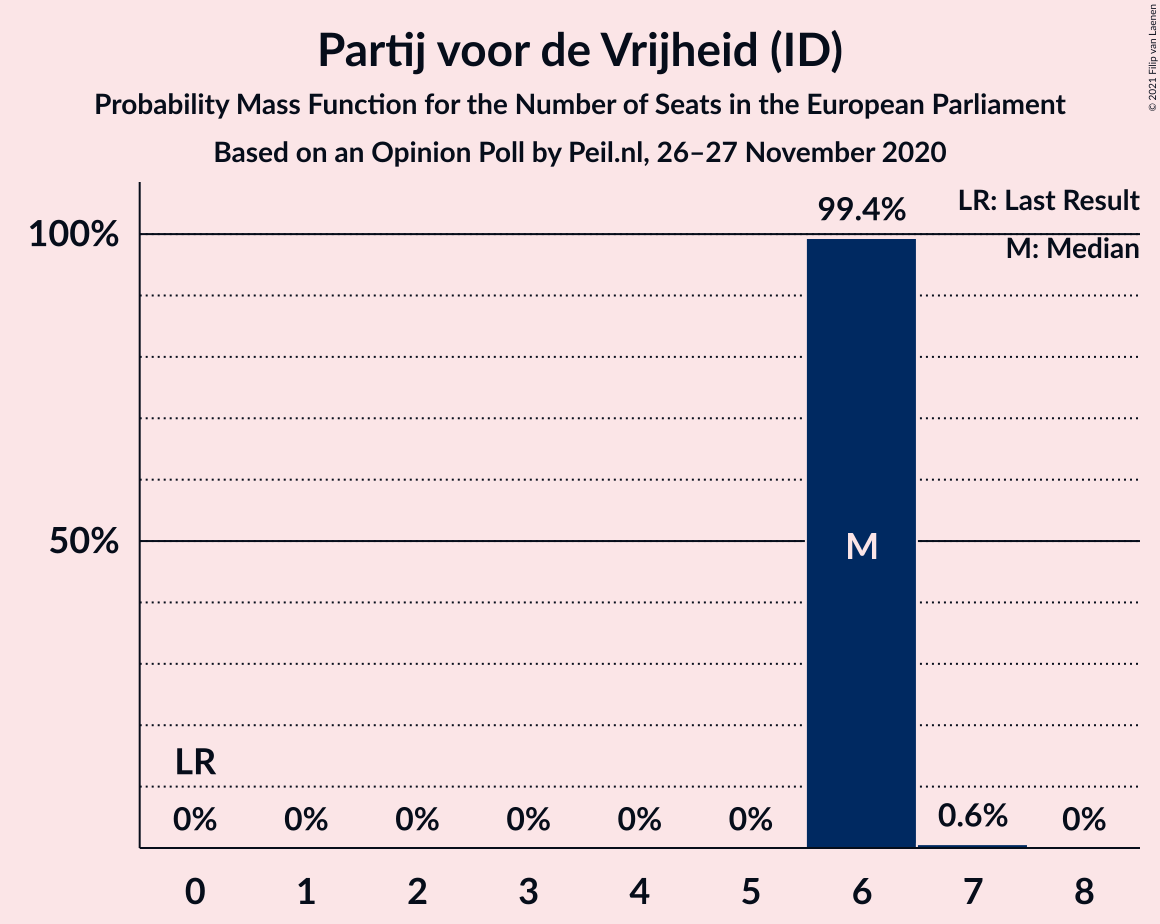 Partij voor de Vrijheid (ID)
Probability Mass Function for the Number of Seats in the European Parliament
Based on an Opinion Poll by Peil.nl, 26–27 November 2020
© 2021 Filip van Laenen
LR: Last Result
M: Median
99.4%
100%
50%
M
LR
0% 0% 0% 0% 0% 0% 0.6% 0%
0 1 2 3 4 5 6 7 8